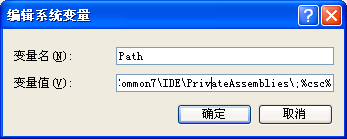 编辑系统变量
变量名(N): Path
变量值(V): Common7\IDE\PrivateAssemblies\;%csc%
确定 取消